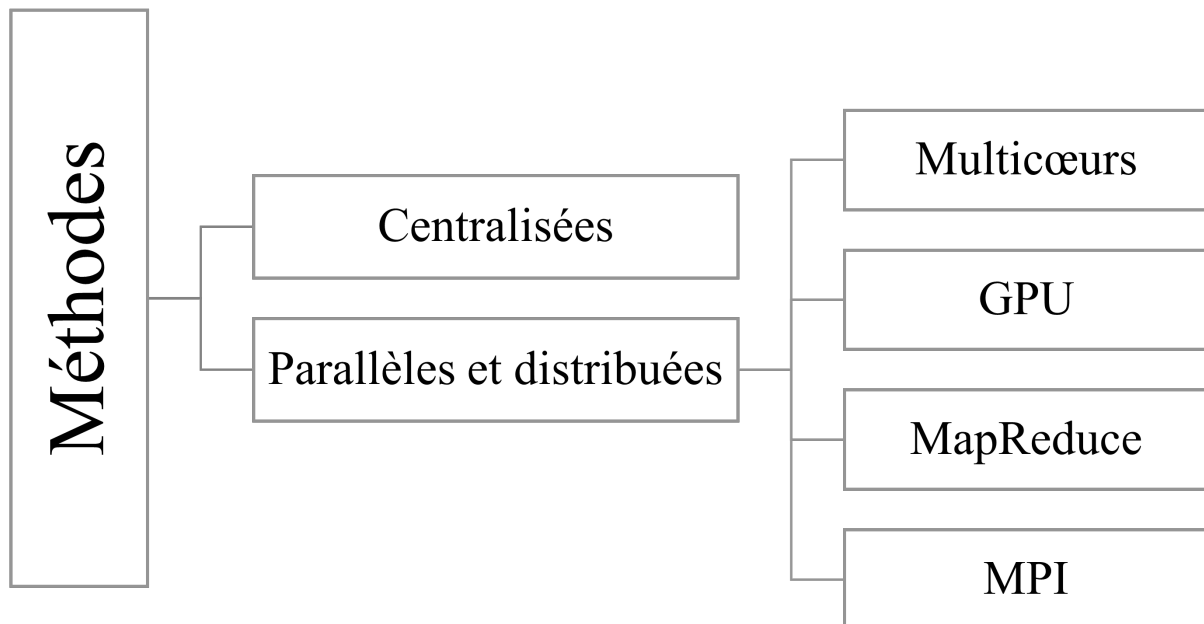 Méthodes
Centralisées
Parallèles et distribuées
Multicœurs
GPU
MapReduce
MPI